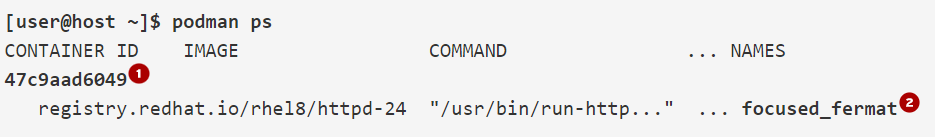 [user@host ~]$ podman ps
CONTAINER ID    IMAGE                 COMMAND                ... NAMES
47c9aad6049 1
   registry.redhat.io/rhel8/httpd-24  "/usr/bin/run-http..."  ... focused_fermat 2